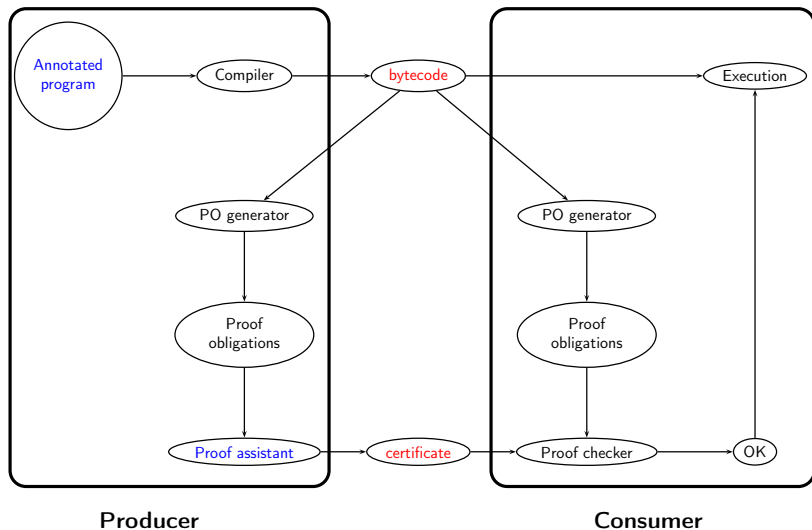 Annotated
program
Compiler
bytecode
Execution
PO generator
PO generator
Proof
obligations
Proof
obligations
Proof assistant
certificate
Proof checker
OK
Producer
Consumer